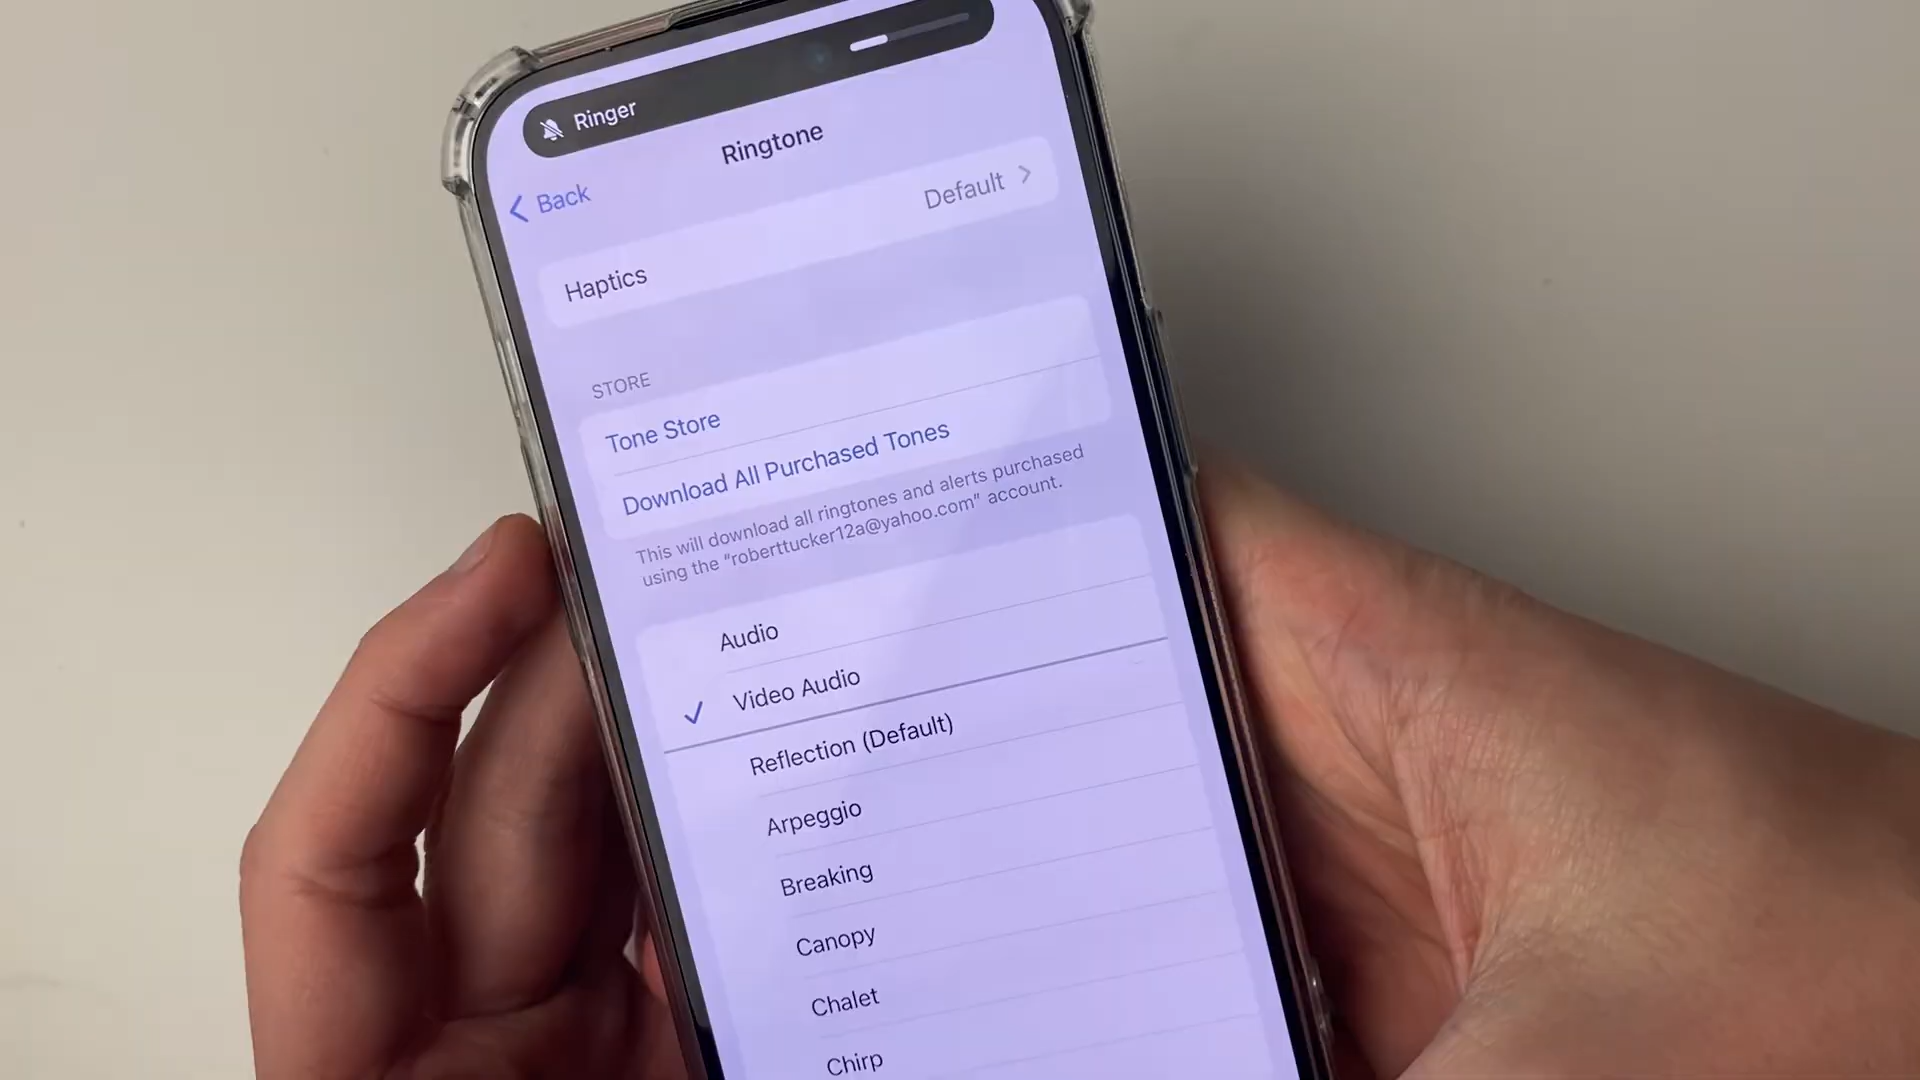 Ringer
Ringtone
Back
Default
Haptics
STORE
Tone Store
Download All Purchased Tones
This will download all ringtones and alerts purchased
using the "roberttucker12a@yahoo.com" account.
Audio
Video Audio
Reflection (Default)
Arpeggio
Breaking
Canopy
Chalet
Chirp